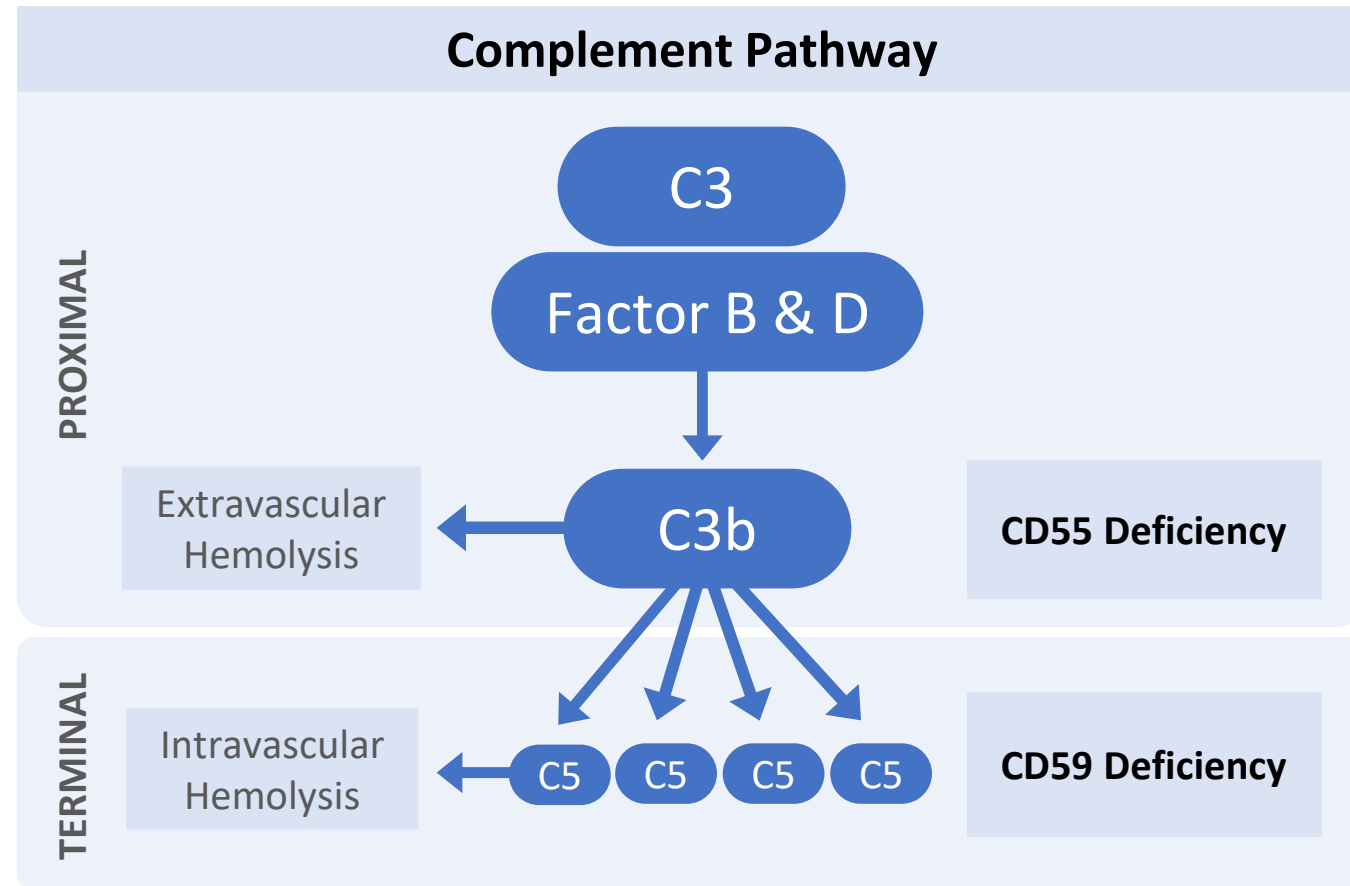 Complement Pathway
PROXIMAL
C3
Factor B & D
Extravascular
Hemolysis
C3b
CD55 Deficiency
TERMINAL
Intravascular
Hemolysis
C5
C5
C5
C5
CD59 Deficiency